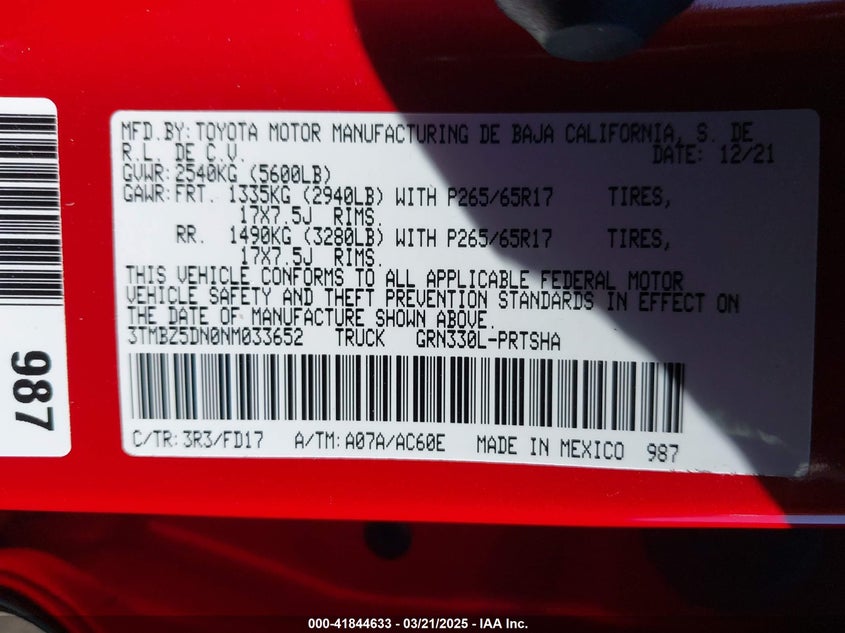 MFD.BY:TOYOTA MOTOR MANUFACTURING DE BAJA CALIFORNIA, S. DE
R.L. DE C.V. DATE: 12/21
GVWR:2540KG (5600LB)
GAWR:FRT. 1335KG (2940LB) WITH P265/65R17 TIRES,
17X7.5J RIMS.
RR. 1490KG (3280LB) WITH P265/65R17 TIRES,
17X7.5J RIMS.
THIS VEHICLE CONFORMS TO ALL APPLICABLE FEDERAL MOTOR
VEHICLE SAFETY AND THEFT PREVENTION STANDARDS IN EFFECT ON
THE DATE OF MANUFACTURE SHOWN ABOVE.
3TMBZ5DN0NM033652 TRUCK GRN330L-PRTSHA
C/TR:3R3/FD17 A/TM:A07A/AC60E MADE IN MEXICO 987
987
000-41844633 - 03/21/2025 - IAA Inc.